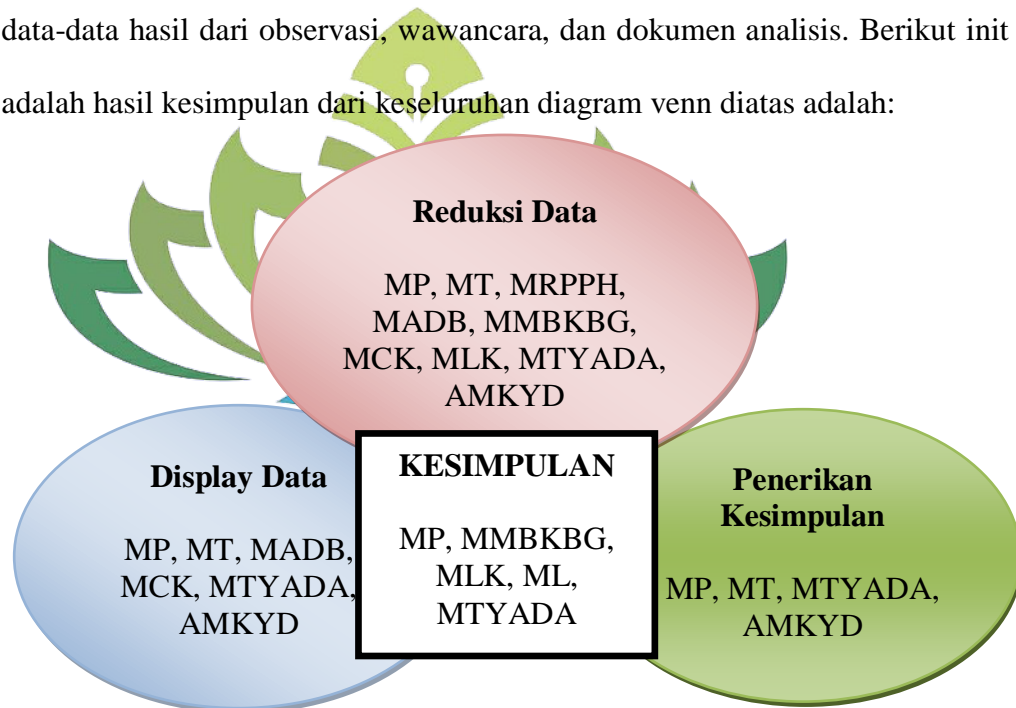 data-data hasil dari observasi, wawancara, dan dokumen analisis. Berikut init
adalah hasil kesimpulan dari keseluruhan diagram venn diatas adalah:
Reduksi Data
MP, MT, MRPPH,
MADB, MMBKBG,
MCK, MLK, MTYADA,
AMKYD
Display Data
MP, MT, MADB,
MCK, MTYADA,
AMKYD
KESIMPULAN
MP, MMBKBG,
MLK, ML,
MTYADA
Penerikan
Kesimpulan
MP, MT, MTYADA,
AMKYD